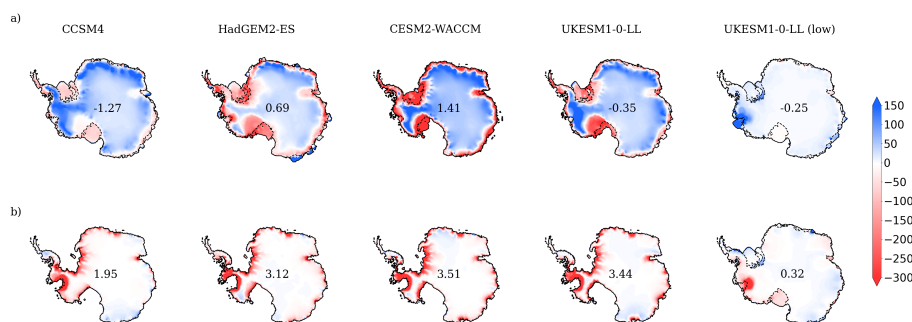 a)
CCSM4 HadGEM2-ES CESM2-WACCM UKESM1-0-LL UKESM1-0-LL (low)
-1.27 0.69 1.41 -0.35 -0.25
150
100
50
0
−50
−100
−150
−200
−250
−300
b)
1.95 3.12 3.51 3.44 0.32